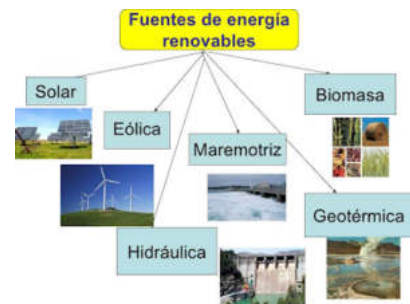 Fuentes de energía
renovables
Solar
Biomasa
Eólica
Maremotriz
Geotérmica
Hidráulica